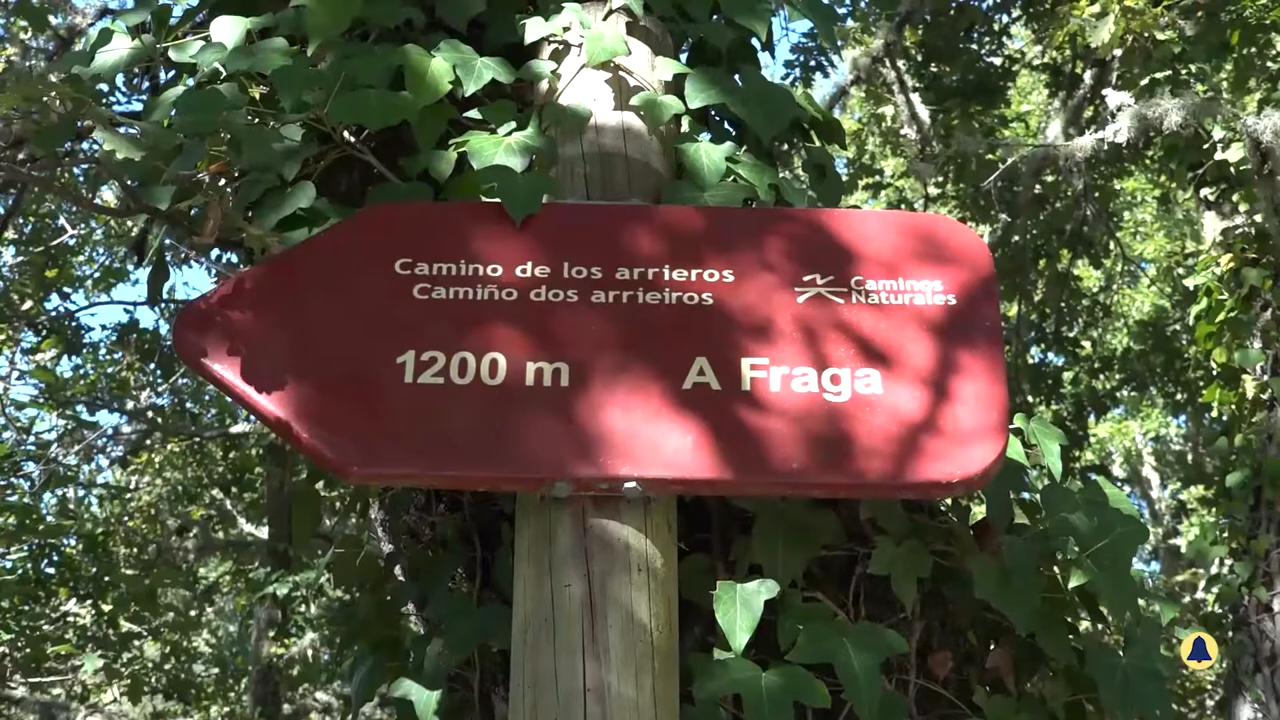 Camino de los arrieros
Camiño dos arrieiros
Caminos
Naturales
1200 m
A Fraga